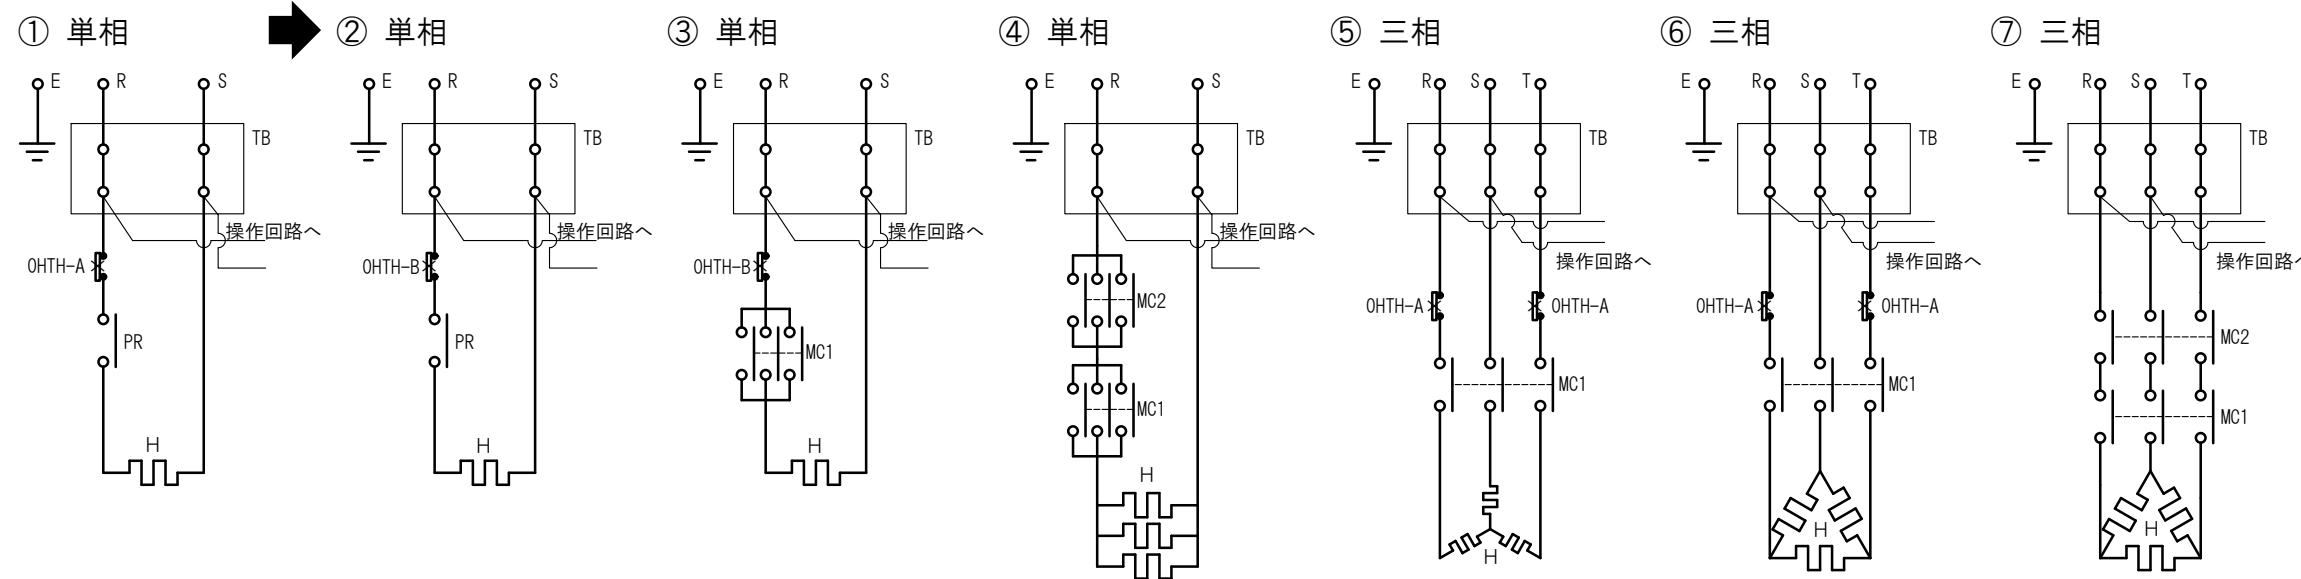 ① 単相
② 単相
③ 単相
④ 単相
⑤ 三相
⑥ 三相
⑦ 三相
E R S
E R S
E R S
E R S
E R S T
E R S T
E R S T
TB
TB
TB
TB
TB
TB
TB
操作回路へ
操作回路へ
操作回路へ
操作回路へ
操作回路へ
操作回路へ
操作回路へ
OHTH-A
OHTH-B
OHTH-B
MC2
OHTH-A OHTH-A
OHTH-A OHTH-A
MC2
PR
PR
MC1
MC1
MC1
MC1
MC1
H
H
H
H
H
H
H